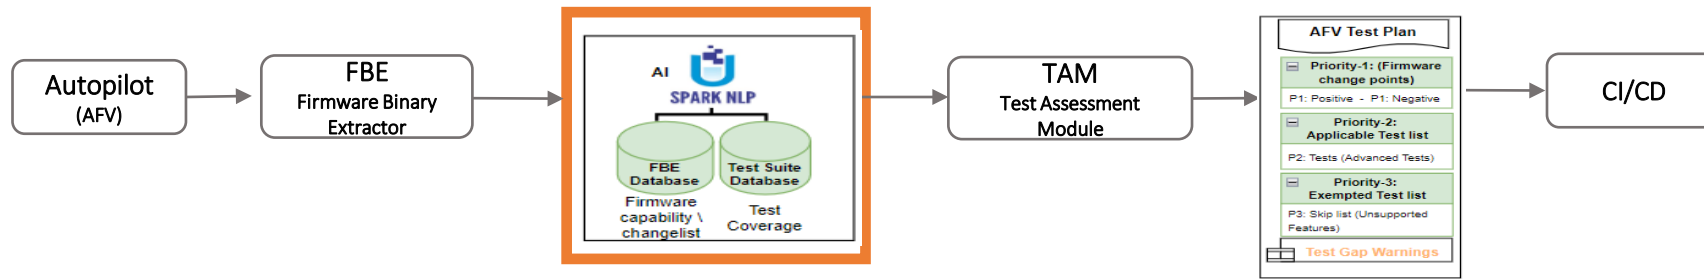 Autopilot
(AFV)
FBE
Firmware Binary
Extractor
AI
SPARK NLP
FBE
Database
Test Suite
Database
Firmware
capability \
changelist
Test
Coverage
TAM
Test Assessment
Module
AFV Test Plan
Priority-1: (Firmware
change points)
P1: Positive - P1: Negative
Priority-2:
Applicable Test list
P2: Tests (Advanced Tests)
Priority-3:
Exempted Test list
P3: Skip list (Unsupported
Features)
Test Gap Warnings
CI/CD